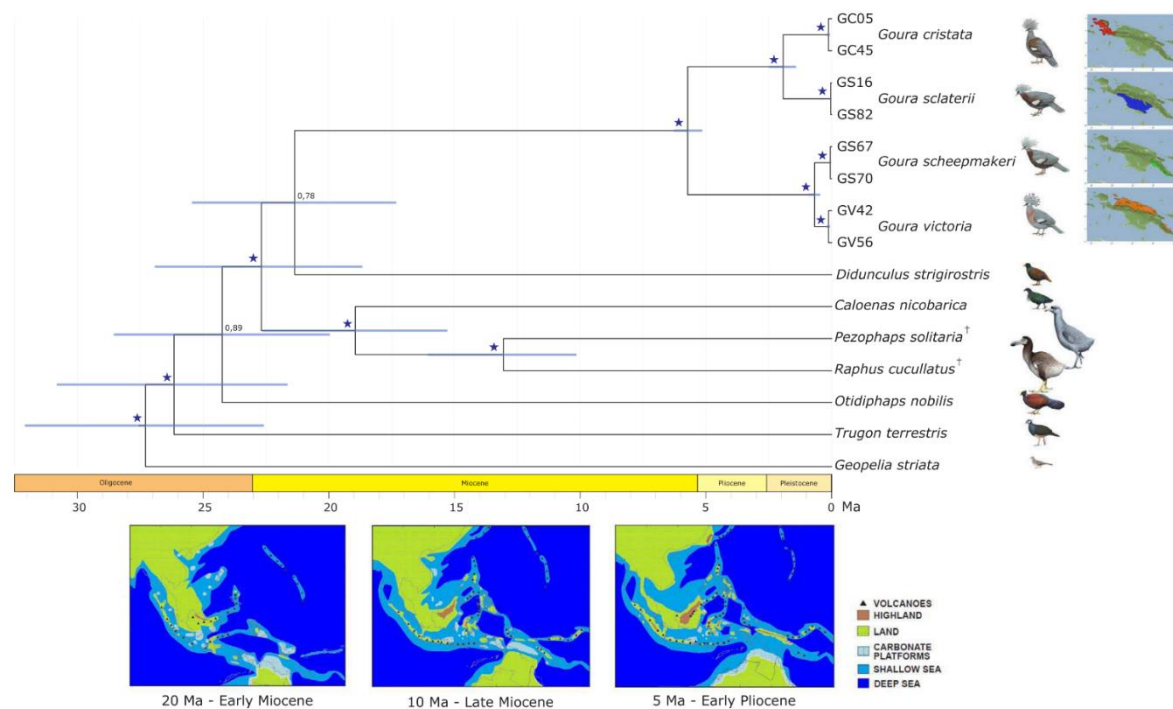 GC05
Goura cristata
GC45
GS16
Goura sclaterii
GS82
GS67
Goura scheepmakeri
GS70
GV42
Goura victoria
GV56
0,78
Didunculus strigirostris
Caloenas nicobarica
0,89
Pezophaps solitaria†
Raphus cucullatus†
Otidiphaps nobilis
Trugon terrestris
Geopelia striata
Oligocene Miocene Pliocene Pleistocene
30 25 20 15 10 5 0 Ma
VOLCANOES
HIGHLAND
LAND
CARBONATE
PLATFORMS
SHALLOW SEA
DEEP SEA
20 Ma - Early Miocene 10 Ma - Late Miocene 5 Ma - Early Pliocene